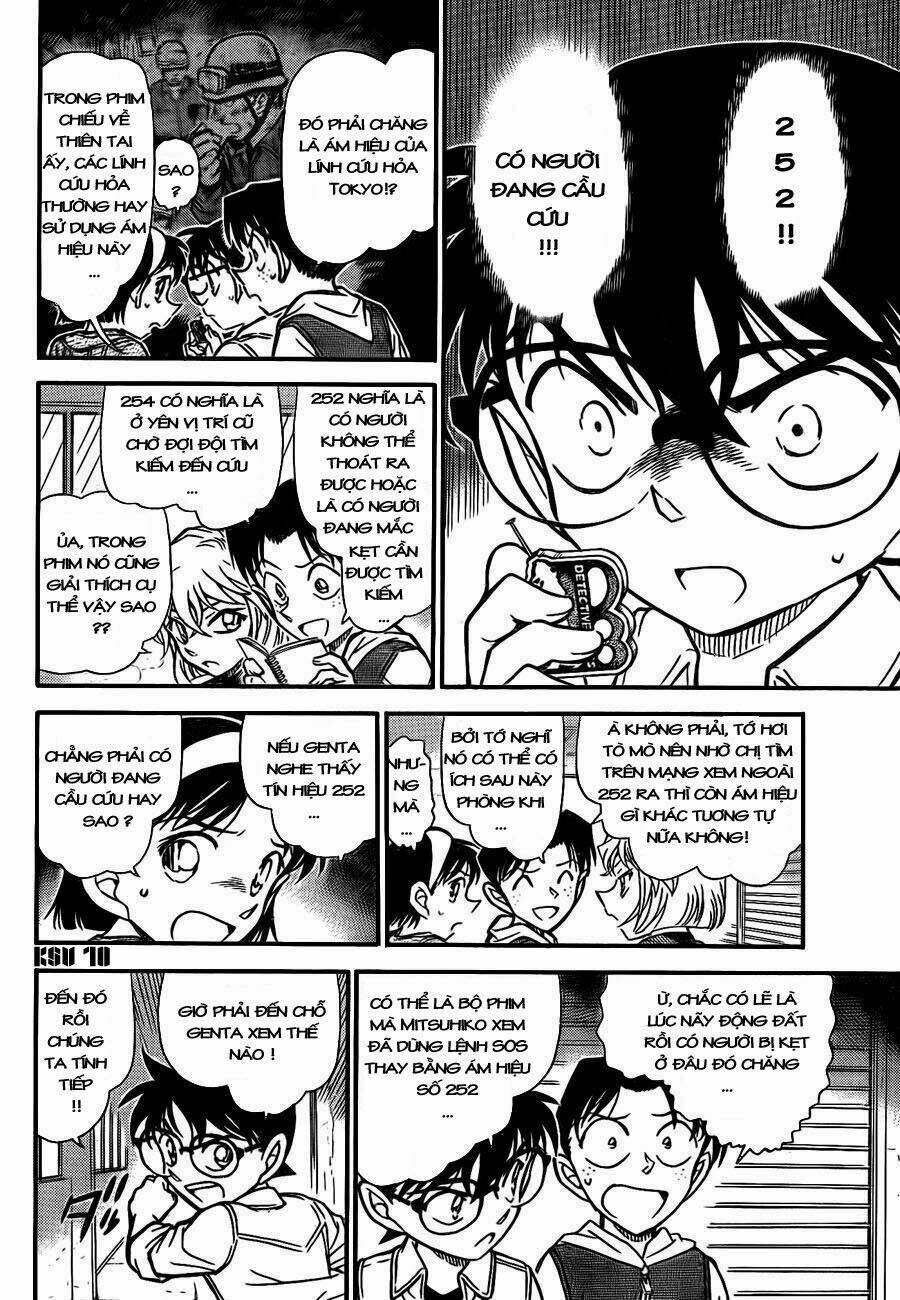 2
5
2!!
CÓ NGƯỜI
ĐANG CẦU
CỨU
!!!
DETECTIVE
ĐÓ PHẢI CHĂNG
LÀ ÁM HIỆU CỦA
LÍNH CỨU HỎA
TOKYO!?
SAO
?
TRONG PHIM
CHIẾU VỀ
THIÊN TAI
ẤY, CÁC LÍNH
CỨU HỎA
THƯỜNG HAY
SỬ DỤNG ÁM
HIỆU NÀY
...
252 NGHĨA LÀ
CÓ NGƯỜI
KHÔNG THỂ
THOÁT RA
ĐƯỢC HOẶC
LÀ CÓ NGƯỜI
ĐANG MẮC
KẸT CẦN
ĐƯỢC TÌM
KIẾM
...
254 CÓ NGHĨA LÀ
Ở YÊN VỊ TRÍ CŨ
CHỜ ĐỢI ĐỘI TÌM
KIẾM ĐẾN CỨU
...
ỦA, TRONG
PHIM NÓ CŨNG
GIẢI THÍCH CỤ
THỂ VẬY SAO
??
À KHÔNG PHẢI, TỚ HƠI
TÒ MÒ NÊN NHỜ CHỊ TÌM
TRÊN MẠNG XEM NGOÀI
252 RA THÌ CÒN ÁM HIỆU
GÌ KHÁC TƯƠNG TỰ
NỮA KHÔNG!
BỞI TỚ NGHĨ
NÓ CÓ THỂ CÓ
ÍCH SAU NÀY
PHÒNG KHI
...
NHƯ-
NG
MÀ
...
NẾU GENTA
NGHE THẤY
TÍN HIỆU 252
...
CHẲNG PHẢI CÓ
NGƯỜI ĐANG
CẦU CỨU HAY
SAO ?
KSV 10
Ừ, CHẮC CÓ LẼ LÀ
LÚC NÃY ĐỘNG ĐẤT
RỒI CÓ NGƯỜI BỊ KẸT Ở
ĐÂU ĐÓ CHĂNG
...
CÓ THỂ LÀ BỘ PHIM
MÀ MITSUHIKO XEM
ĐÃ DÙNG LỆNH SOS
THAY BẰNG ÁM HIỆU
SỐ 252
...
GIỜ PHẢI ĐẾN CHỖ
GENTA XEM THẾ
NÀO !
ĐẾN ĐÓ
RỒI
CHÚNG
TA TÍNH
TIẾP
!!
ダッ